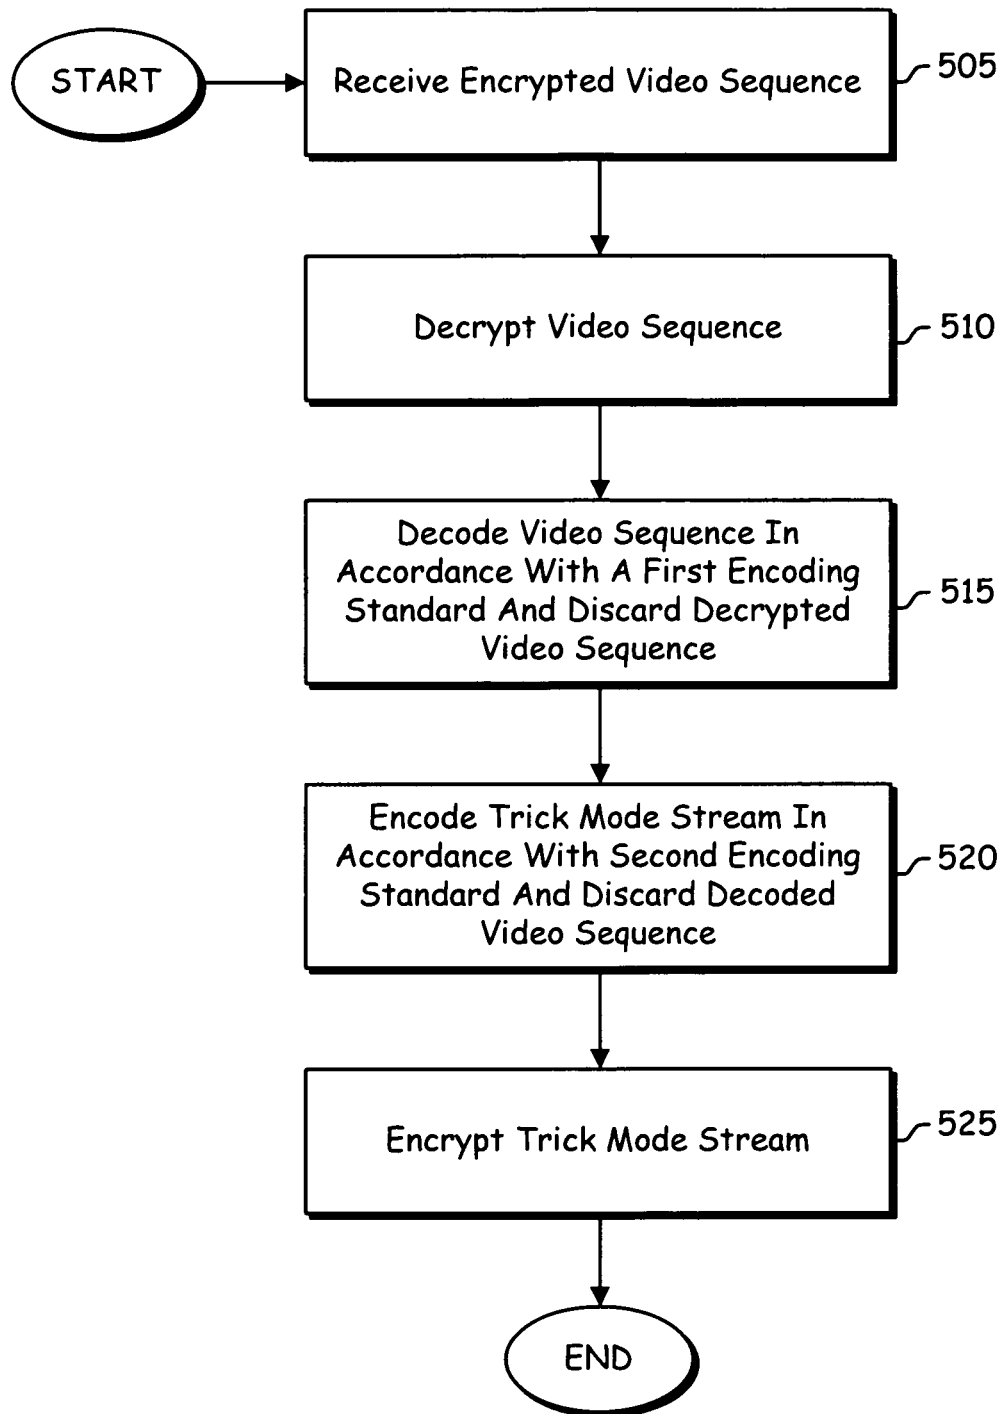 START
Receive Encrypted Video Sequence
505
Decrypt Video Sequence
510
Decode Video Sequence In
Accordance With A First Encoding
Standard And Discard Decrypted
Video Sequence
515
Encode Trick Mode Stream In
Accordance With Second Encoding
Standard And Discard Decoded
Video Sequence
520
Encrypt Trick Mode Stream
525
END